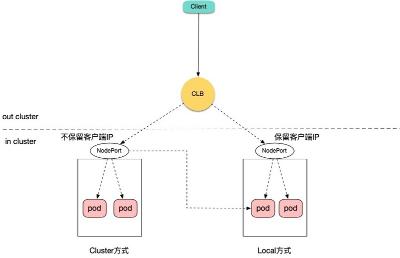 Client
CLB
out cluster
in cluster
不保留客户端IP
保留客户端IP
NodePort
NodePort
pod
pod
pod
pod
Cluster方式
Local方式